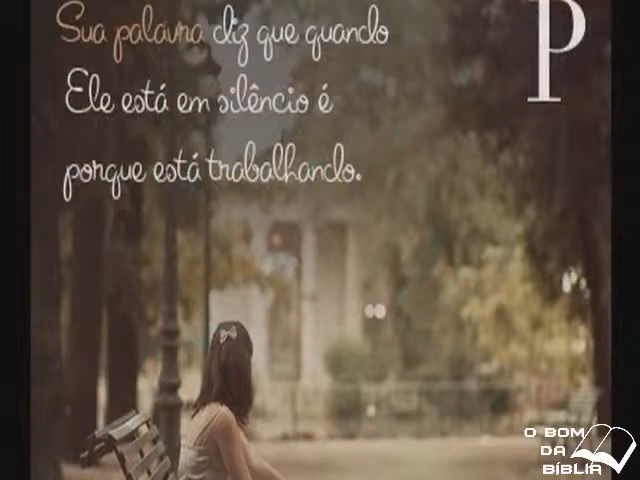 Sua palavra diz que quando
Ele está em silêncio é
porque está trabalhando.
P
O BOM
DA
BÍBLIA